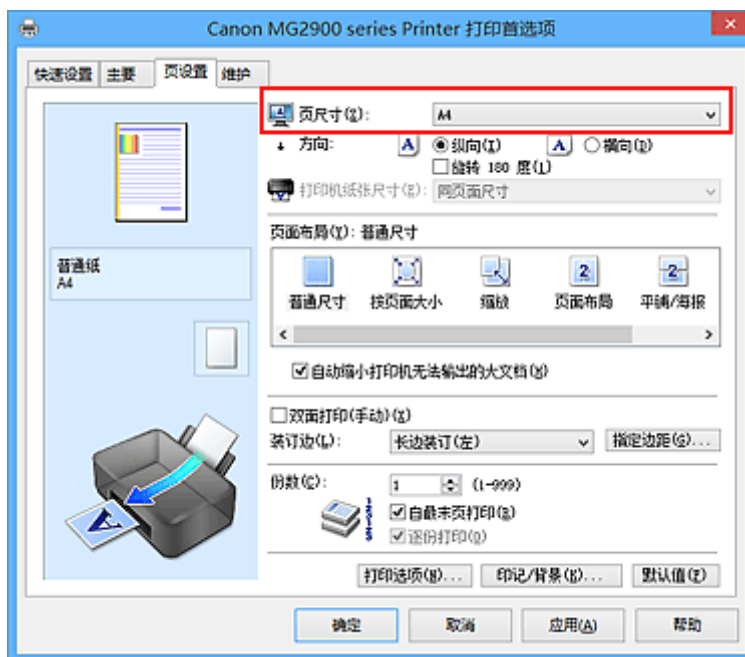 Canon MG2900 series Printer 打印首选项
快速设置 主要 页设置 维护
页尺寸(Z): A4
方向: A 纵向(I) A 横向(D)
旋转 180 度(L)
打印机纸张尺寸(E): 同页面尺寸
页面布局(Y): 普通尺寸
普通纸
A4
普通尺寸 按页面大小 缩放 页面布局 平铺/海报
自动缩小打印机无法输出的大文档(N)
双面打印(手动)(X)
装订边(L): 长边装订(左) 指定边距(G)...
份数(C): 1 (1-999)
自最末页打印(R)
逐份打印(O)
打印选项(N)... 印记/背景(K)... 默认值(F)
确定 取消 应用(A) 帮助